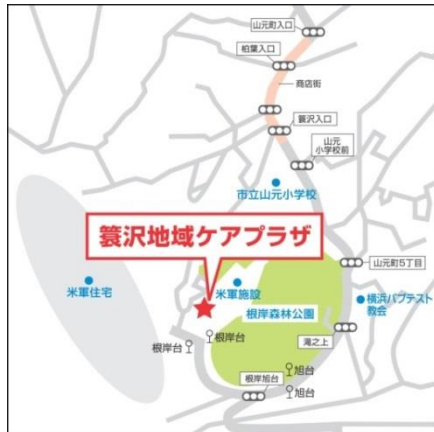 山元町入口
柏葉入口
商店街
簑沢入口
山元
小学校前
市立山元小学校
簑沢地域ケアプラザ
山元町5丁目
米軍住宅
米軍施設
横浜バプテスト
教会
根岸森林公園
滝之上
根岸台
根岸台
旭台
根岸旭台
旭台